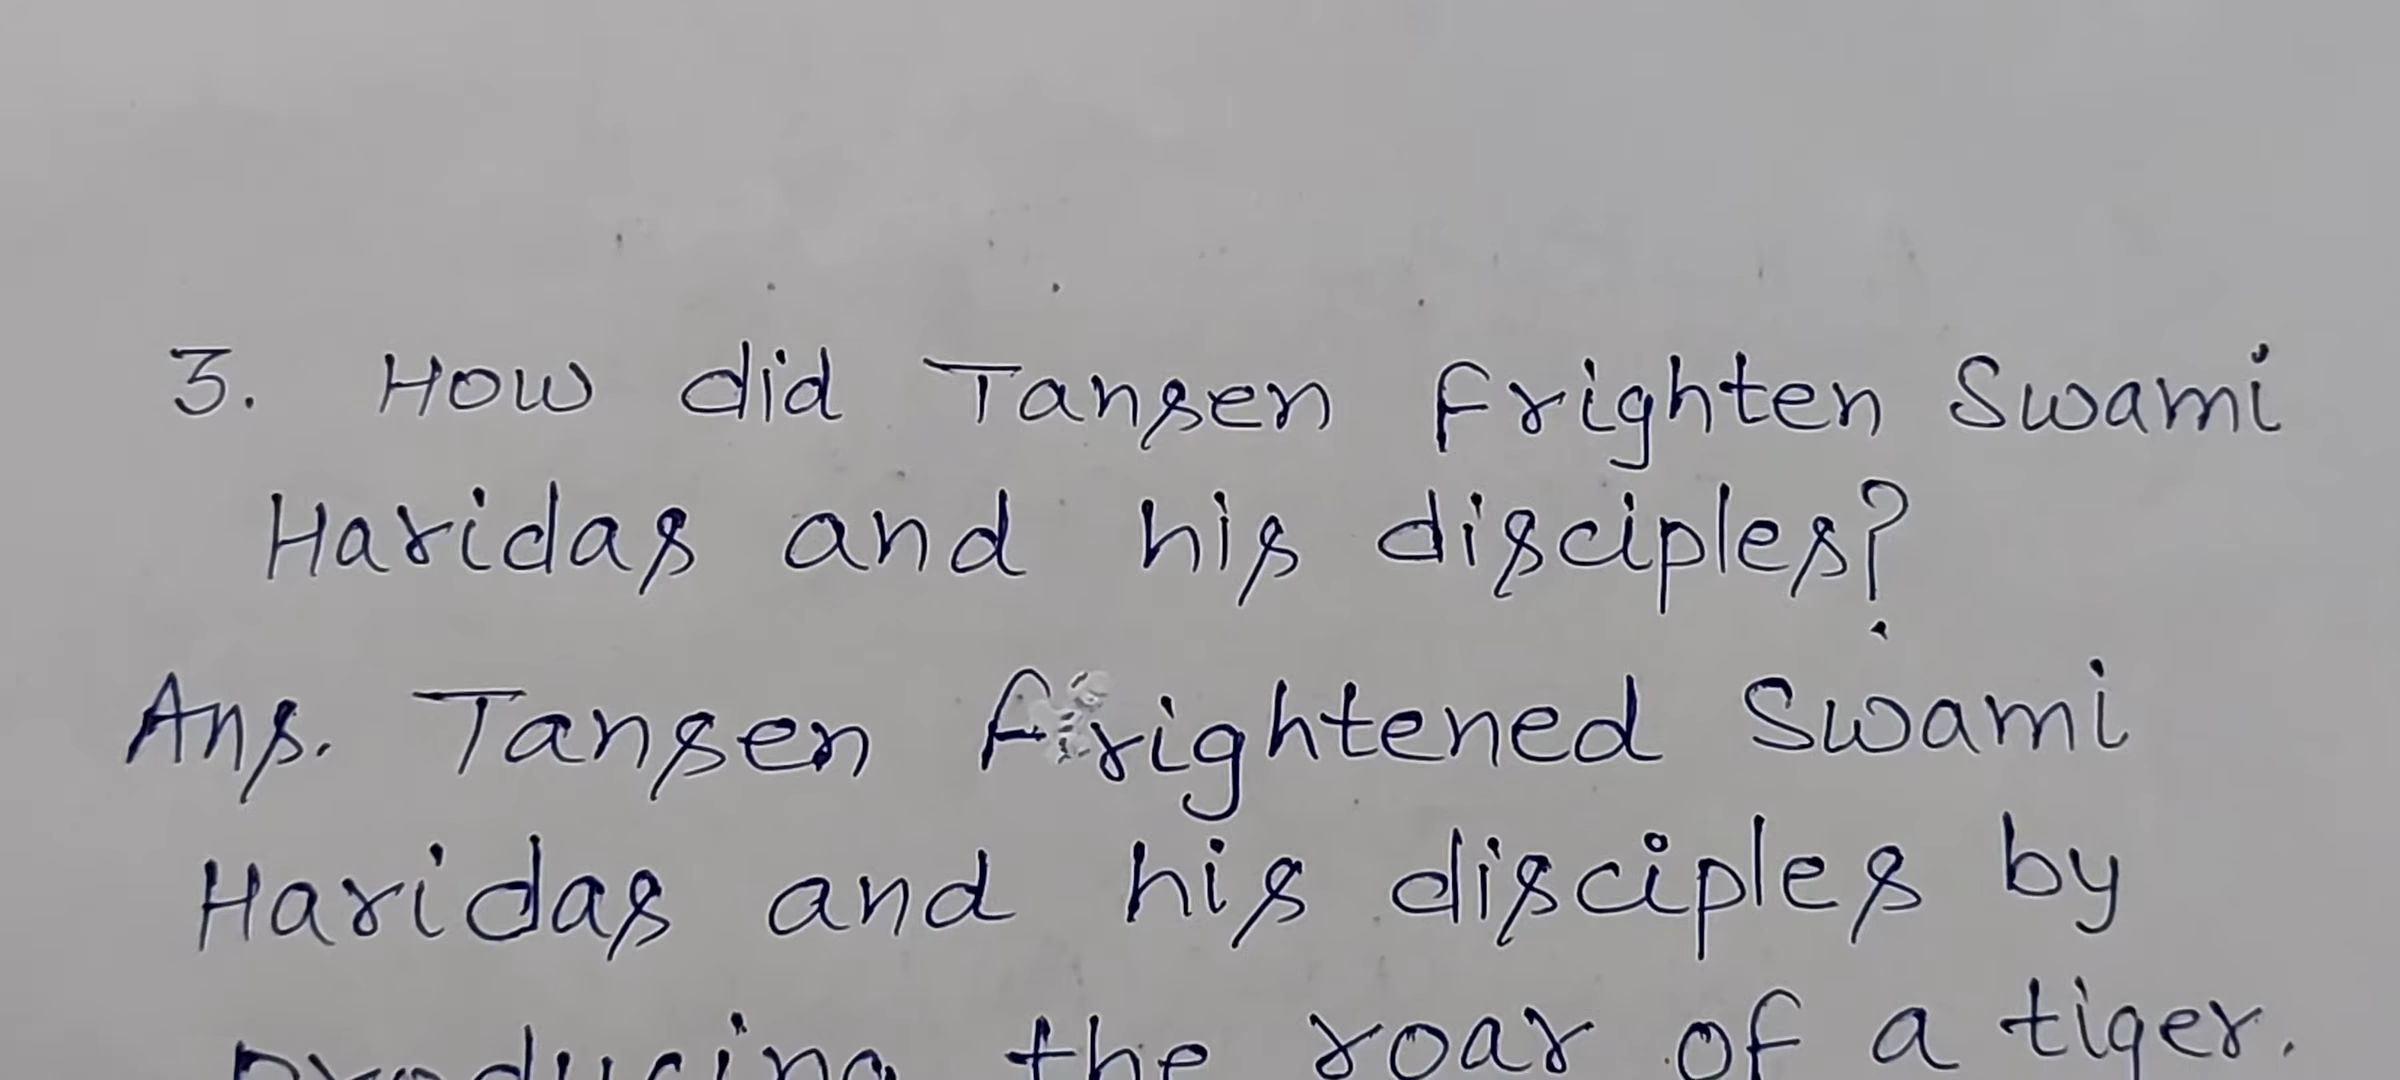 3. How did Tansen frighten Swami
Haridas and his disciples?
Ans. Tansen frightened Swami
Haridas and his disciples by
producing the roar of a tiger.